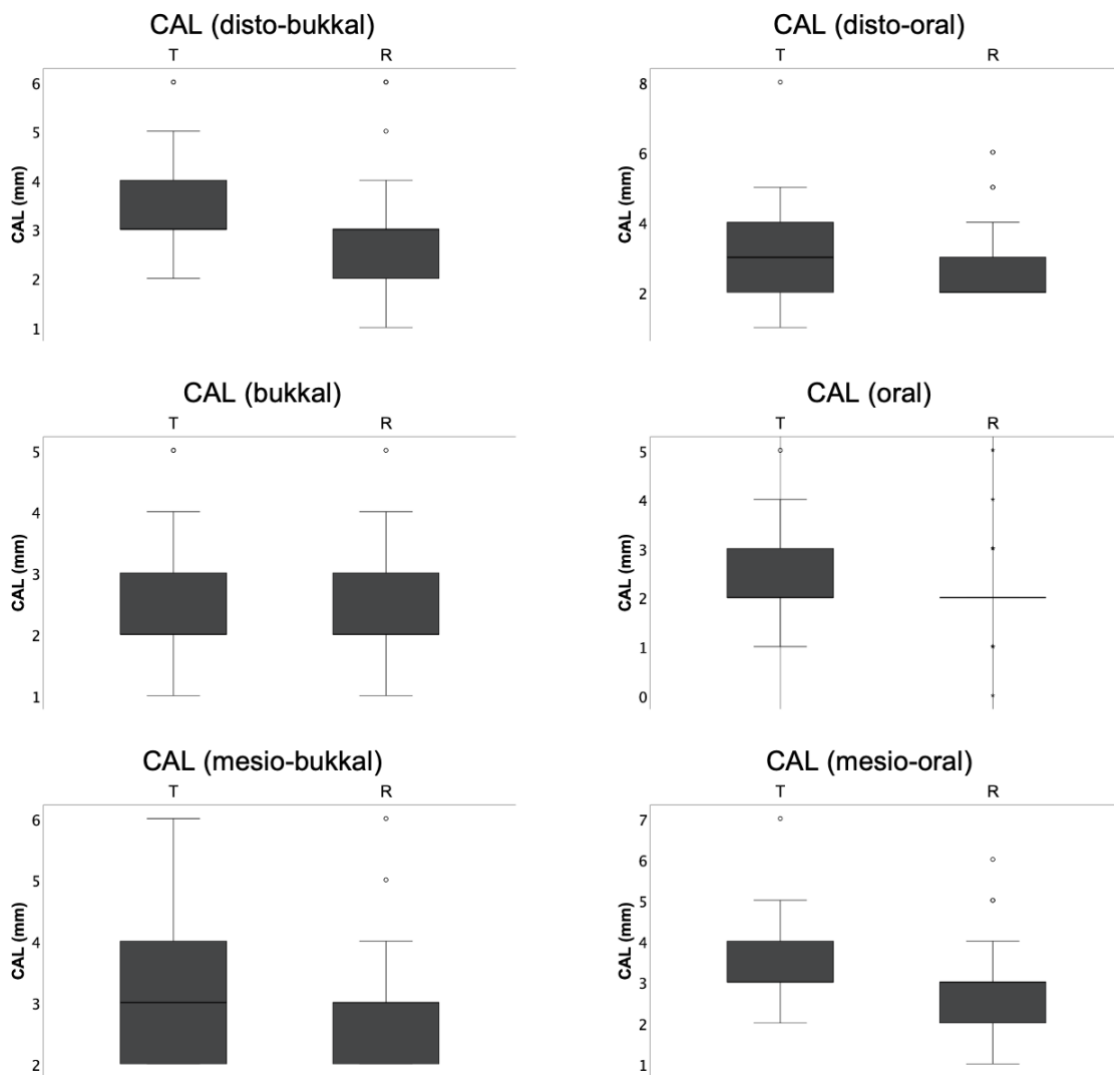 CAL (disto-bukkal)
T R
6
5
4
3
2
1
CAL (mm)
CAL (disto-oral)
T R
8
6
4
2
CAL (mm)
CAL (bukkal)
T R
5
4
3
2
1
CAL (mm)
CAL (oral)
T R
5
4
3
2
1
0
CAL (mm)
CAL (mesio-bukkal)
T R
6
5
4
3
2
CAL (mm)
CAL (mesio-oral)
T R
7
6
5
4
3
2
1
CAL (mm)